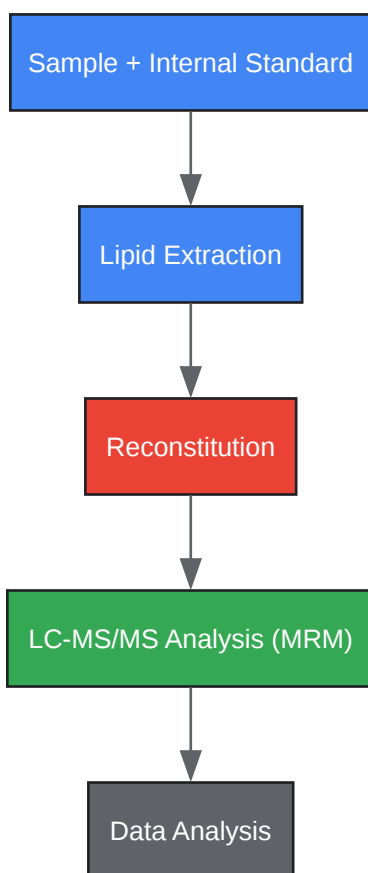 Sample + Internal Standard
Lipid Extraction
Reconstitution
LC-MS/MS Analysis (MRM)
Data Analysis